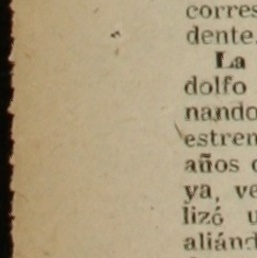 corres
dente.
La
dolfo
nando
estren
años
ya, ve
lizó u
aliánd